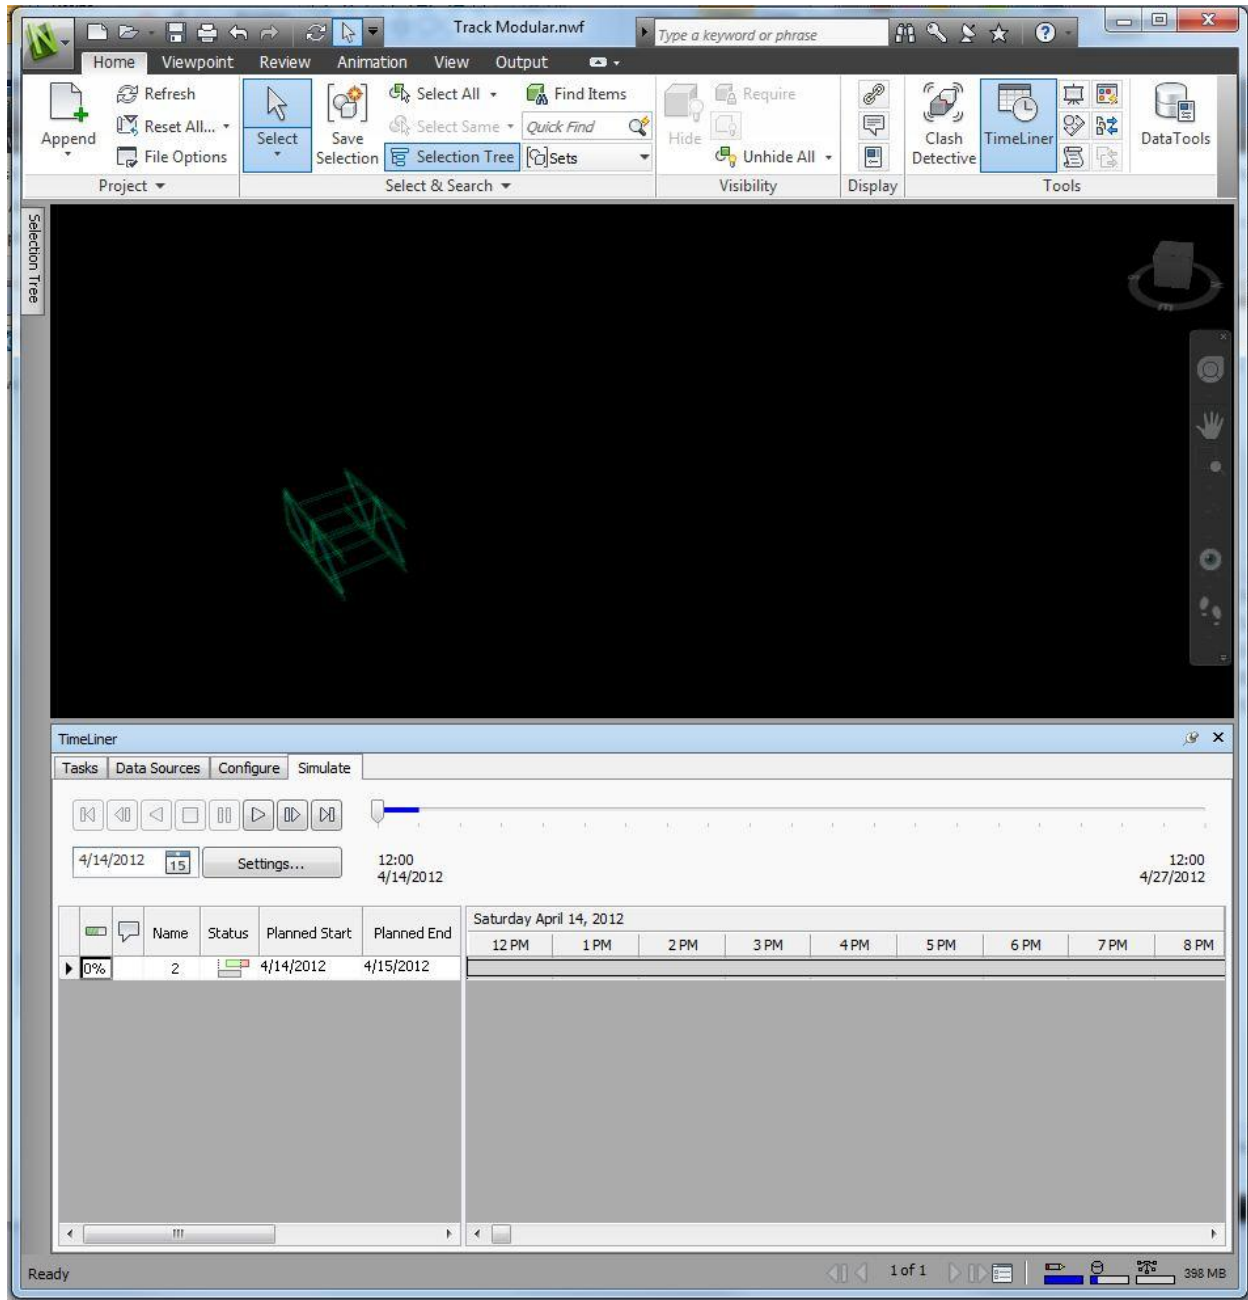 Track Modular.nwf
Type a keyword or phrase
Home Viewpoint Review Animation View Output
Append
Refresh
Reset All...
File Options
Project
Select
Save Selection
Select All
Select Same
Selection Tree
Find Items
Quick Find
Sets
Select & Search
Hide
Require
Unhide All
Visibility
Display
Clash Detective
TimeLiner
DataTools
Tools
Selection Tree
TimeLiner
Tasks Data Sources Configure Simulate
4/14/2012 15 Settings...
12:00 12:00
4/14/2012 4/27/2012
Name Status Planned Start Planned End
Saturday April 14, 2012
12 PM 1 PM 2 PM 3 PM 4 PM 5 PM 6 PM 7 PM 8 PM
0% 2 4/14/2012 4/15/2012
Ready 1 of 1 398 MB